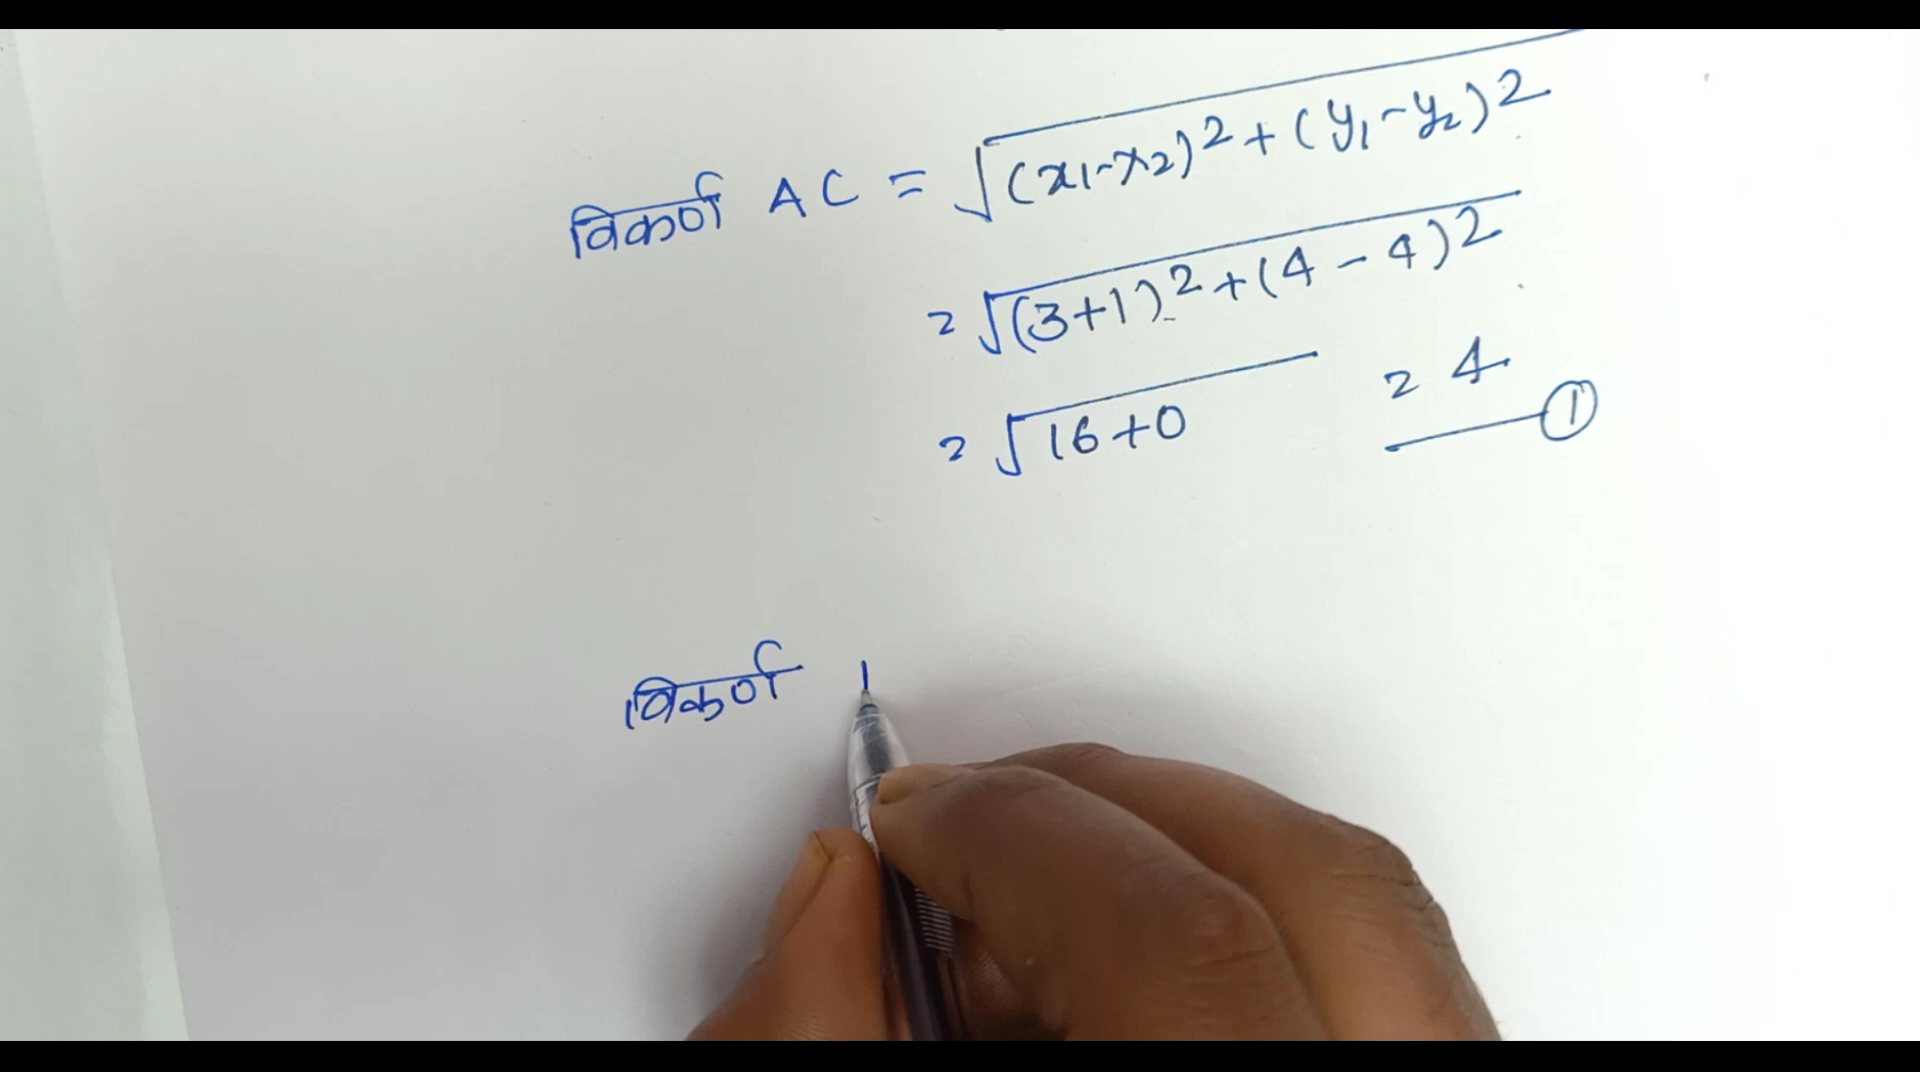 विकर्ण AC = √(x₁-x₂)² + (y₁-y₂)²
= √(3+1)² + (4-4)²
= √16+0 = 4
①
विकर्ण